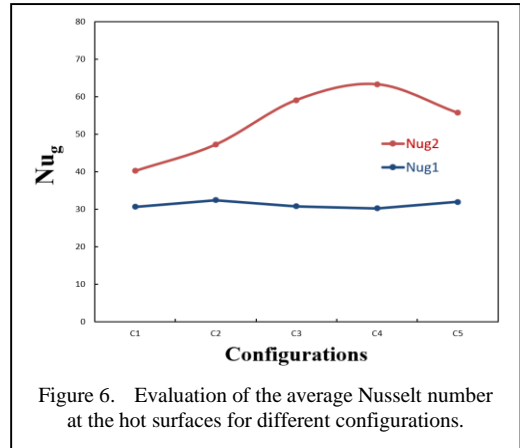 80
70
60
50
40
30
20
10
0
Nug
Nug2
Nug1
C1 C2 C3 C4 C5
Configurations
Figure 6. Evaluation of the average Nusselt number
at the hot surfaces for different configurations.